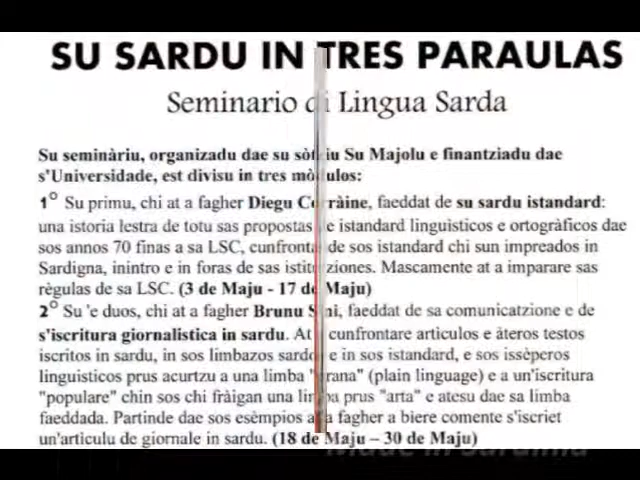 SU SARDU IN TRES PARAULAS
Seminario di Lingua Sarda
Su seminàriu, organizadu dae su sòtziu Su Majolu e finantziadu dae
s'Universidade, est divisu in tres mòdulos:
1° Su primu, chi at a fagher Diegu Corràine, faeddat de su sardu istandard:
una istoria lestra de totu sas propostas de istandard linguisticos e ortogràficos dae
sos annos 70 finas a sa LSC, cunfrontu de sos istandard chi sun impreados in
Sardigna, inintro e in foras de sas istitutziones. Mascamente at a imparare sas
règulas de sa LSC. (3 de Maju - 17 de Maju)
2° Su 'e duos, chi at a fagher Brunu Sini, faeddat de sa comunicatzione e de
s'iscritura giornalistica in sardu. At a cunfrontare articulos e àteros testos
iscritos in sardu, in sos limbazos sardos e in sos istandard, e sos issèperos
linguisticos prus acurtzu a una limba "prana" (plain language) e a un'iscritura
"populare" chin sos chi fràigan una limba prus "arta" e atesu dae sa limba
faeddada. Partinde dae sos esèmpios at a fagher a biere comente s'iscriet
un'articulu de giornale in sardu. (18 de Maju – 30 de Maju)
Made in Sardinia